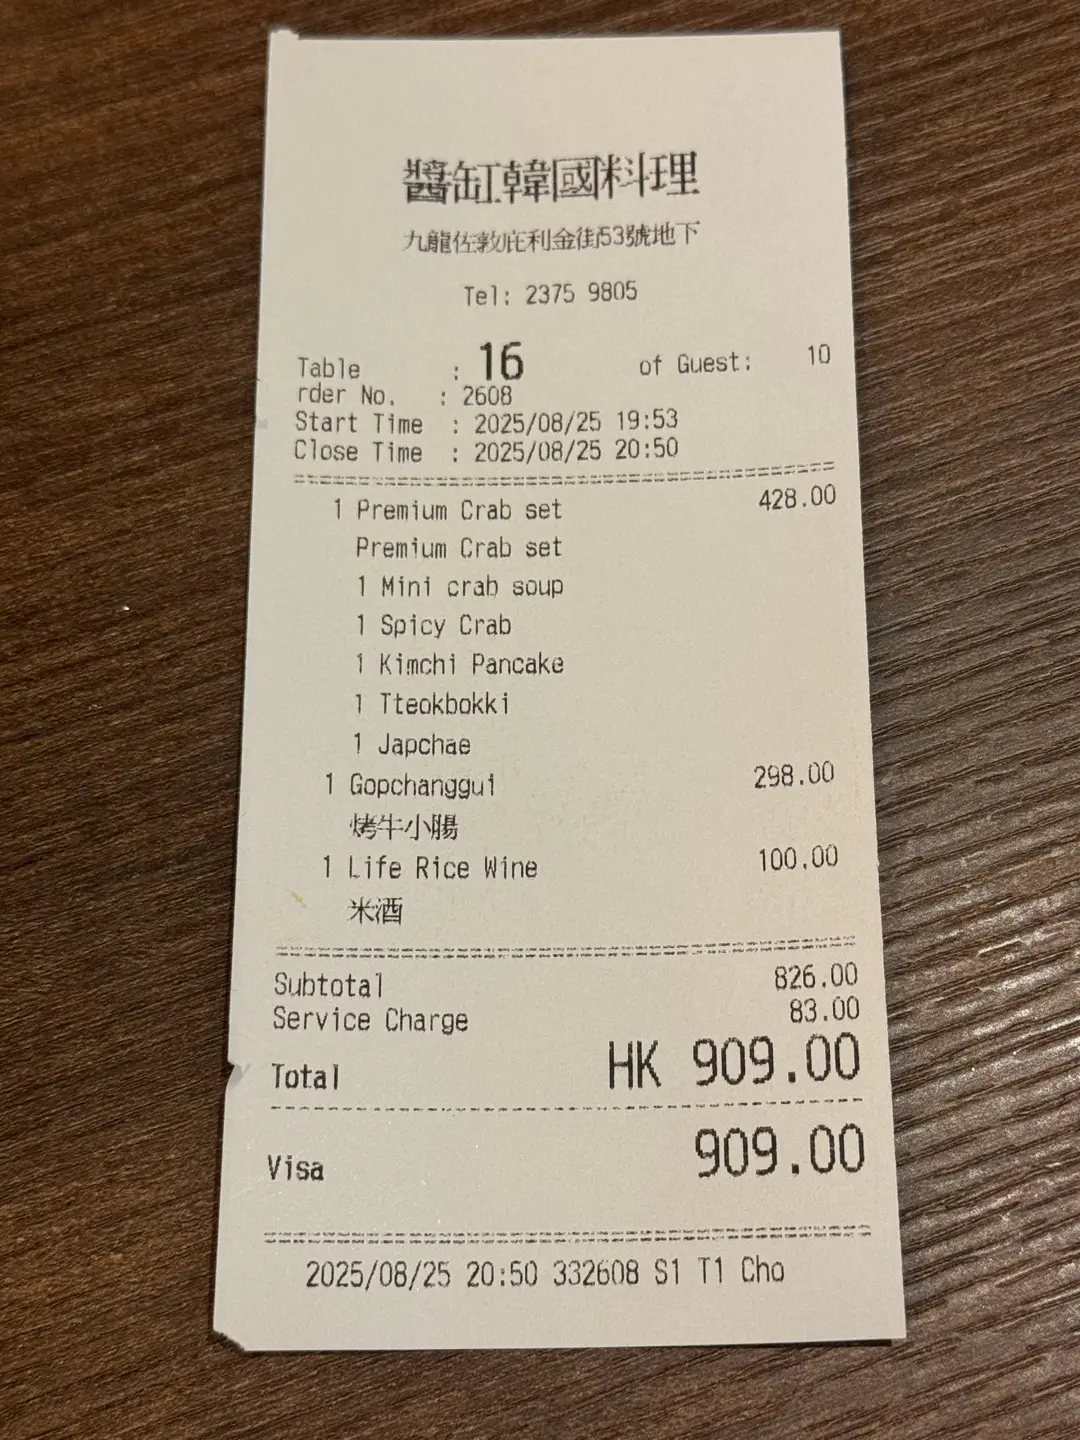 醬缸韓國料理
九龍佐敦庇利金街53號地下
Tel: 2375 9805
Table : 16 of Guest: 10
rder No. : 2608
Start Time : 2025/08/25 19:53
Close Time : 2025/08/25 20:50
1 Premium Crab set 428.00
Premium Crab set
1 Mini crab soup
1 Spicy Crab
1 Kimchi Pancake
1 Tteokbokki
1 Japchae
1 Gopchanggui 298.00
烤牛小腸
1 Life Rice Wine 100.00
米酒
Subtotal 826.00
Service Charge 83.00
Total HK 909.00
Visa 909.00
2025/08/25 20:50 332608 S1 T1 Cho